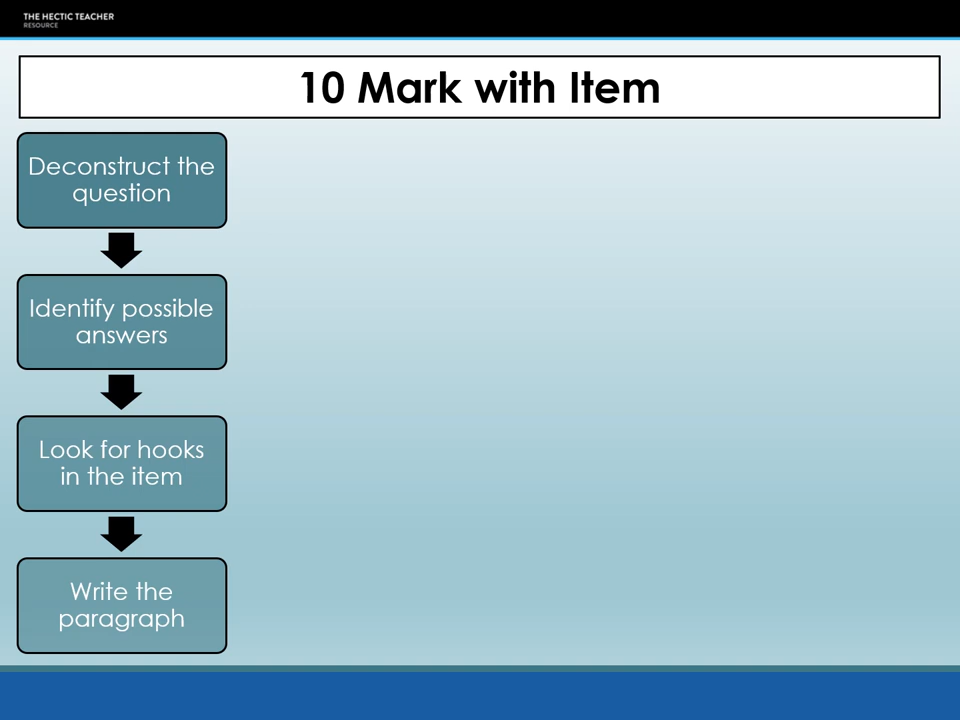 THE HECTIC TEACHER
RESOURCE
10 Mark with Item
Deconstruct the
question
Identify possible
answers
Look for hooks
in the item
Write the
paragraph